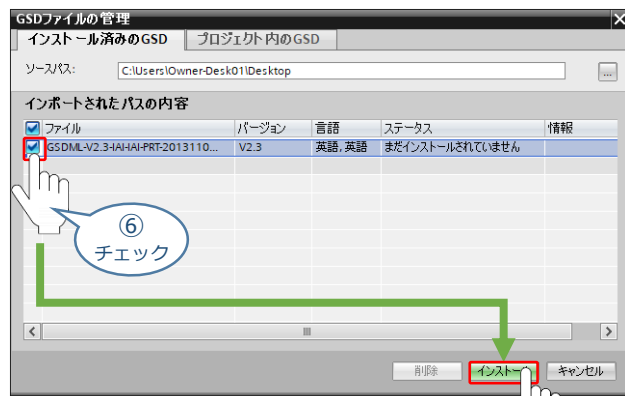 GSDファイルの管理
インストール済みのGSD プロジェクト内のGSD
ソースパス: C:\Users\Owner-Desk01\Desktop ...
インポートされたパスの内容
ファイル バージョン 言語 ステータス 情報
GSDML-V2.3-IAI-IAI-PRT-2013110... V2.3 英語, 英語 まだインストールされていません
⑥
チェック
削除 インストール キャンセル